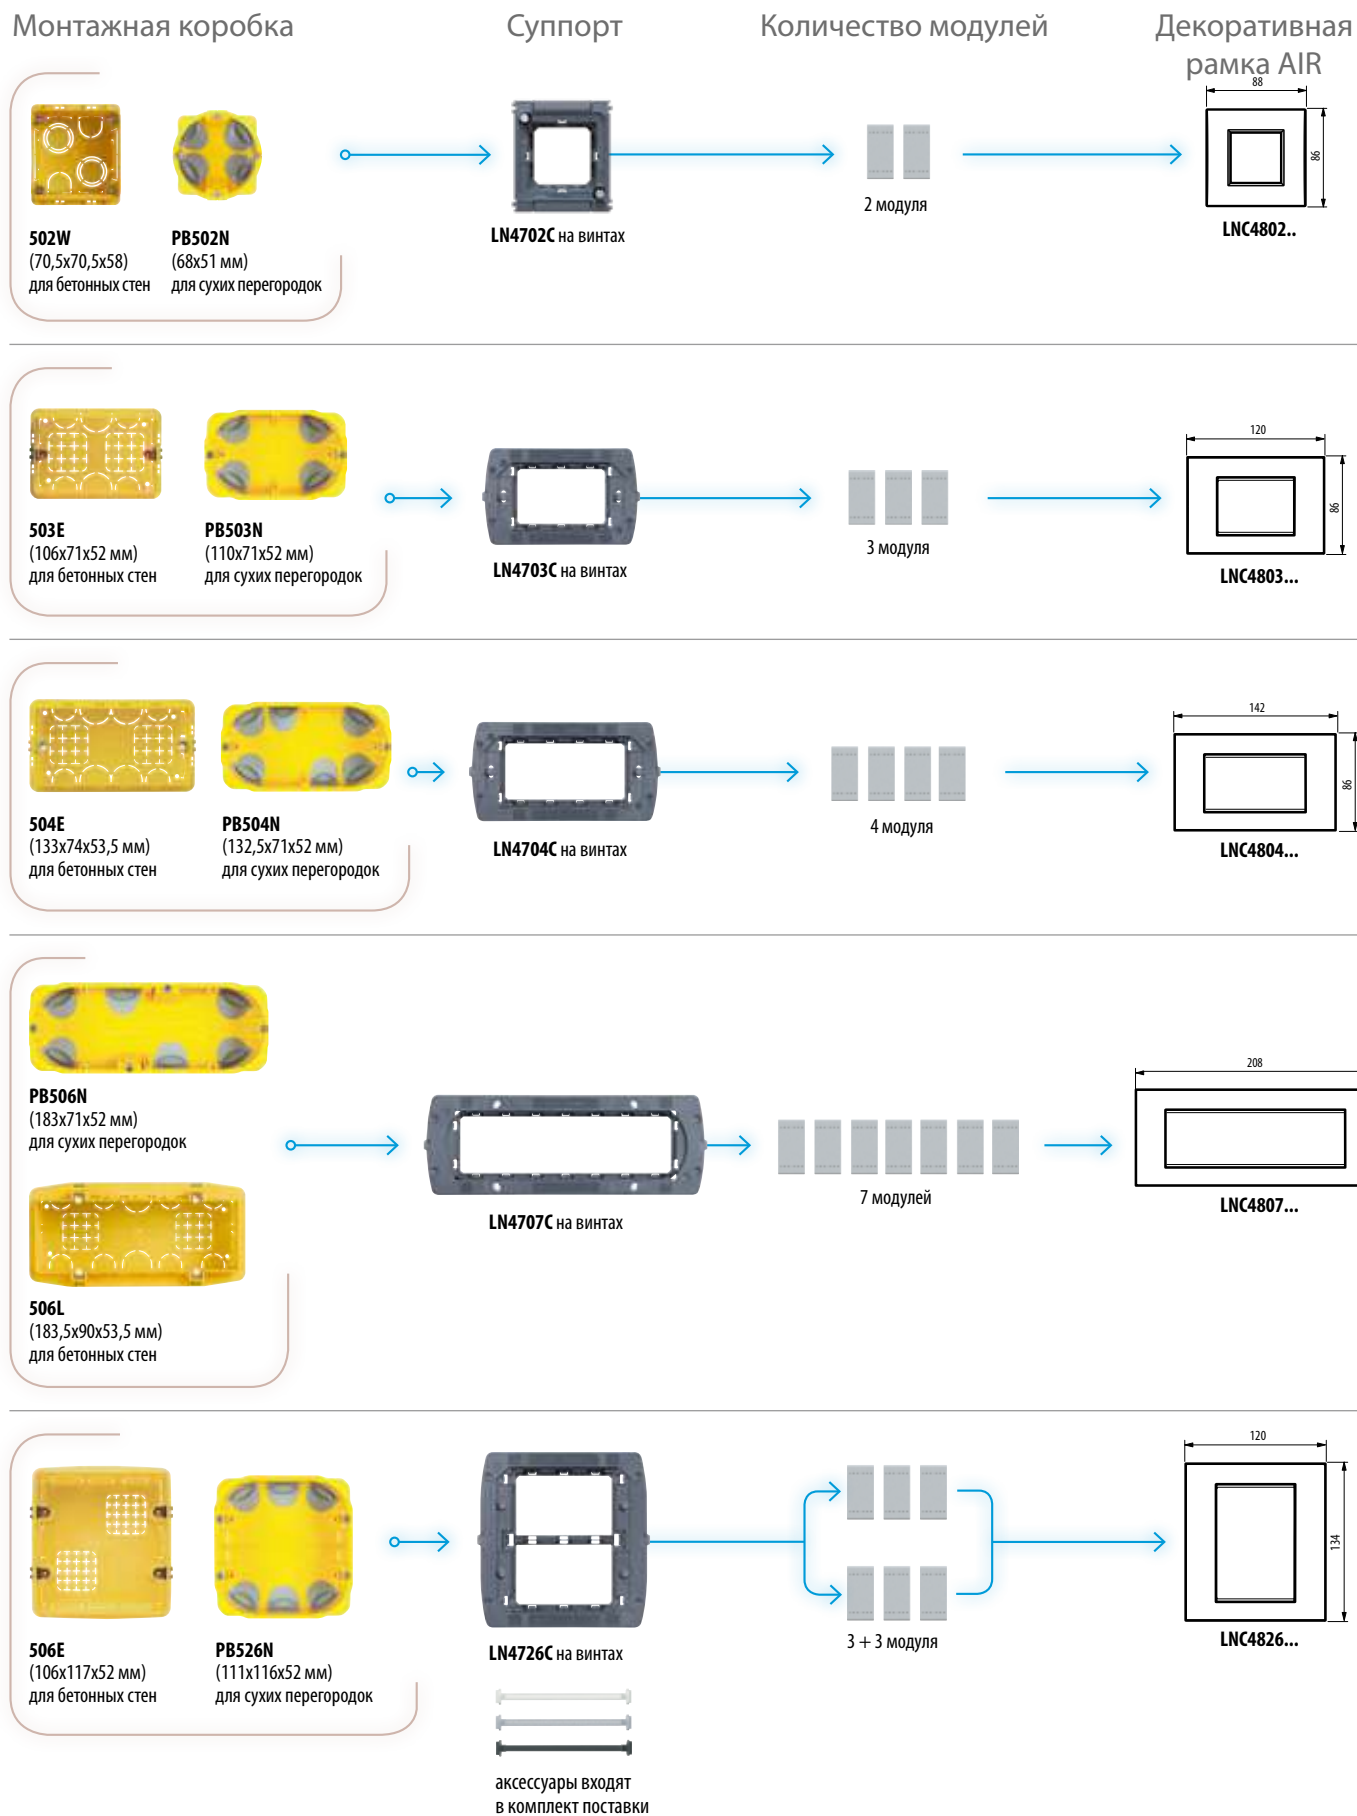 Монтажная коробка
Суппорт
Количество модулей
Декоративная
рамка AIR
88
86
502W
(70,5x70,5x58)
для бетонных стен
PB502N
(68x51 мм)
для сухих перегородок
LN4702C на винтах
2 модуля
LNC4802..
120
86
503E
(106x71x52 мм)
для бетонных стен
PB503N
(110x71x52 мм)
для сухих перегородок
LN4703C на винтах
3 модуля
LNC4803...
142
86
504E
(133x74x53,5 мм)
для бетонных стен
PB504N
(132,5x71x52 мм)
для сухих перегородок
LN4704C на винтах
4 модуля
LNC4804...
PB506N
(183x71x52 мм)
для сухих перегородок
506L
(183,5x90x53,5 мм)
для бетонных стен
LN4707C на винтах
7 модулей
208
LNC4807...
120
134
506E
(106x117x52 мм)
для бетонных стен
PB526N
(111x116x52 мм)
для сухих перегородок
LN4726C на винтах
3 + 3 модуля
LNC4826...
аксессуары входят
в комплект поставки